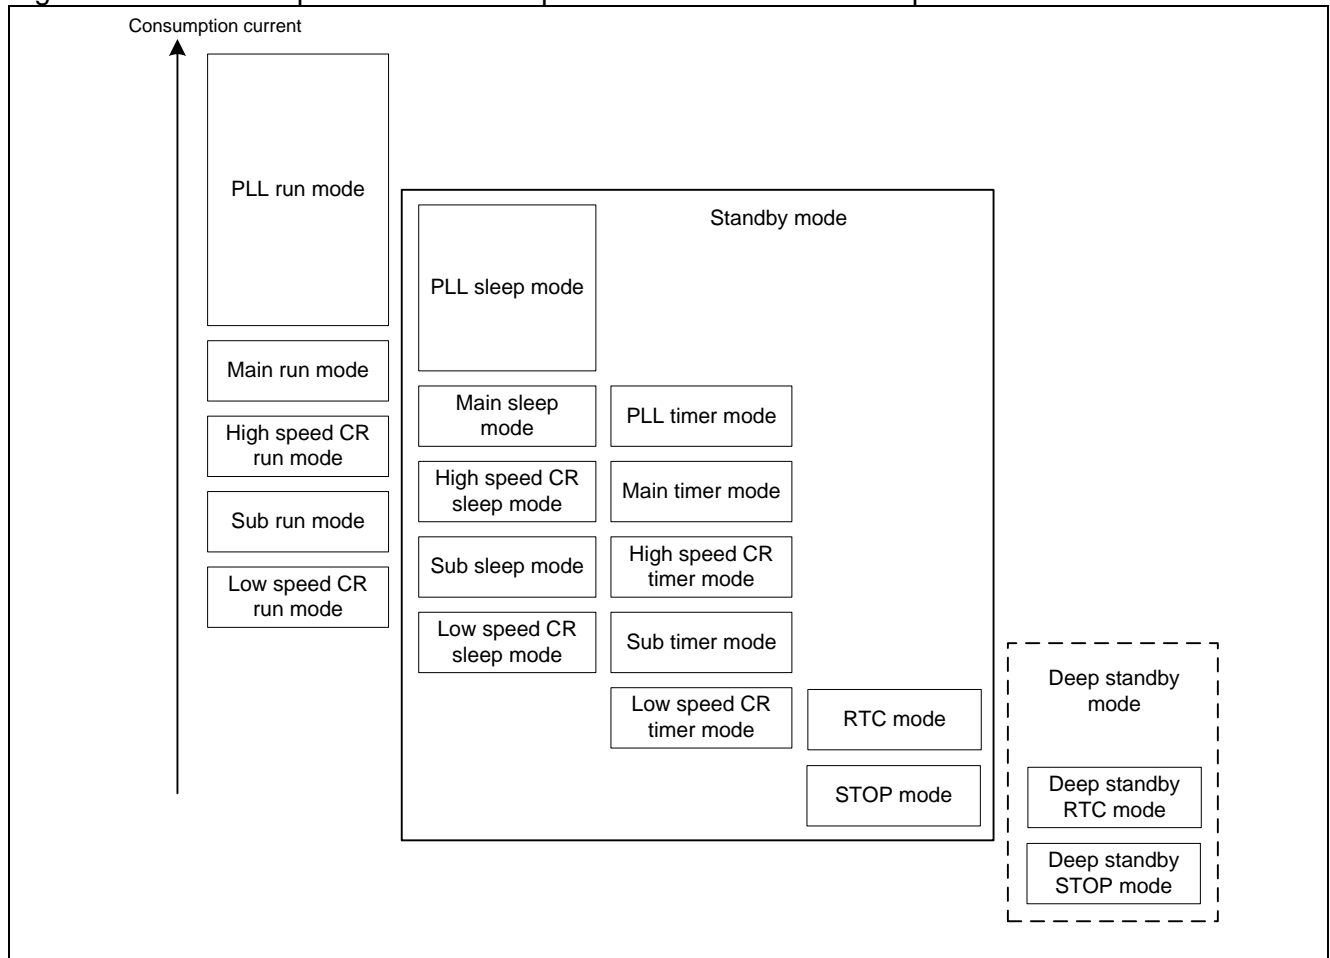 Consumption current
PLL run mode
Standby mode
PLL sleep mode
Main run mode
Main sleep
mode
PLL timer mode
High speed CR
run mode
High speed CR
sleep mode
Main timer mode
Sub run mode
Sub sleep mode
High speed CR
timer mode
Low speed CR
run mode
Low speed CR
sleep mode
Sub timer mode
Deep standby
mode
Low speed CR
timer mode
RTC mode
STOP mode
Deep standby
RTC mode
Deep standby
STOP mode